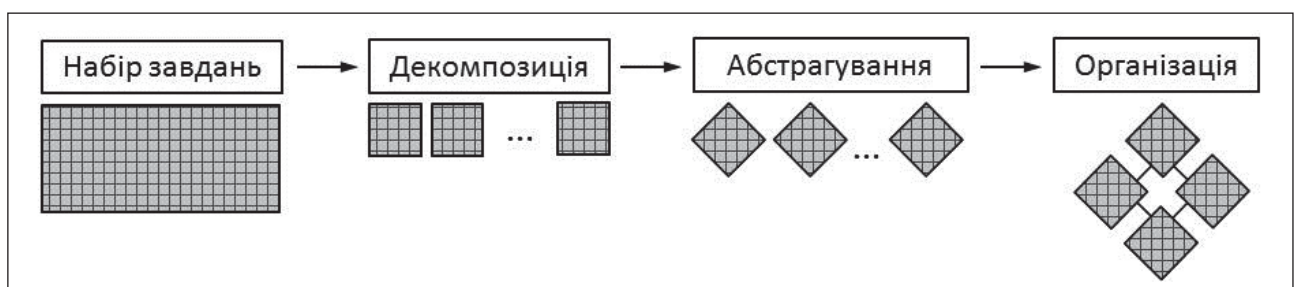 Набір завдань
Декомпозиція
Абстрагування
Організація
...
...